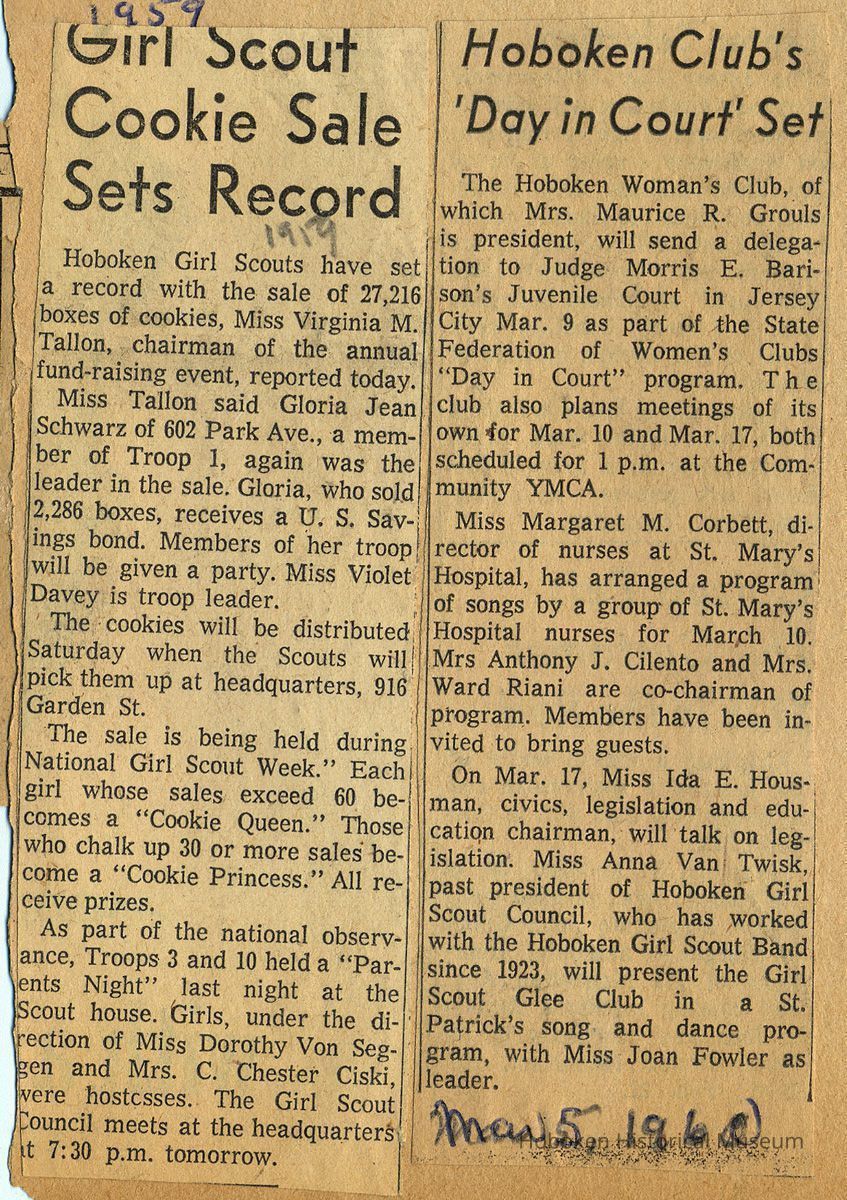 1959
Girl Scout
Cookie Sale
Sets Record
1959
Hoboken Girl Scouts have set
a record with the sale of 27,216
boxes of cookies, Miss Virginia M.
Tallon, chairman of the annual
fund-raising event, reported today.
Miss Tallon said Gloria Jean
Schwarz of 602 Park Ave., a mem-
ber of Troop 1, again was the
leader in the sale. Gloria, who sold
2,286 boxes, receives a U. S. Sav-
ings bond. Members of her troop
will be given a party. Miss Violet
Davey is troop leader.
The cookies will be distributed
Saturday when the Scouts will
pick them up at headquarters, 916
Garden St.
The sale is being held during
National Girl Scout Week." Each
girl whose sales exceed 60 be-
comes a "Cookie Queen." Those
who chalk up 30 or more sales be-
come a "Cookie Princess." All re-
ceive prizes.
As part of the national observ-
ance, Troops 3 and 10 held a "Par-
ents Night" last night at the
Scout house. Girls, under the di-
rection of Miss Dorothy Von Seg-
gen and Mrs. C. Chester Ciski,
were hostesses. The Girl Scout
Council meets at the headquarters
at 7:30 p.m. tomorrow.
Hoboken Club's
'Day in Court' Set
The Hoboken Woman's Club, of
which Mrs. Maurice R. Grouls
is president, will send a delega-
tion to Judge Morris E. Bari-
son's Juvenile Court in Jersey
City Mar. 9 as part of the State
Federation of Women's Clubs
"Day in Court" program. The
club also plans meetings of its
own for Mar. 10 and Mar. 17, both
scheduled for 1 p.m. at the Com-
munity YMCA.
Miss Margaret M. Corbett, di-
rector of nurses at St. Mary's
Hospital, has arranged a program
of songs by a group of St. Mary's
Hospital nurses for March 10.
Mrs Anthony J. Cilento and Mrs.
Ward Riani are co-chairman of
program. Members have been in-
vited to bring guests.
On Mar. 17, Miss Ida E. Hous-
man, civics, legislation and edu-
cation chairman, will talk on leg-
islation. Miss Anna Van Twisk,
past president of Hoboken Girl
Scout Council, who has worked
with the Hoboken Girl Scout Band
since 1923, will present the Girl
Scout Glee Club in a St.
Patrick's song and dance pro-
gram, with Miss Joan Fowler as
leader.
Mar 5, 1960
Hoboken Historical Museum